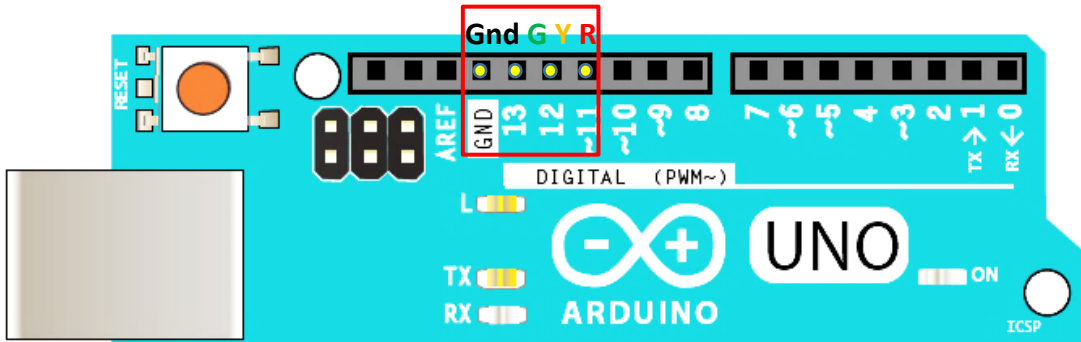 Gnd G Y R
RESET
AREF
GND
13
12
~11
~10
~9
8
7
~6
~5
4
~3
2
TX→1
RX←0
DIGITAL (PWM~)
L
TX
RX
UNO
ARDUINO
ON
ICSP